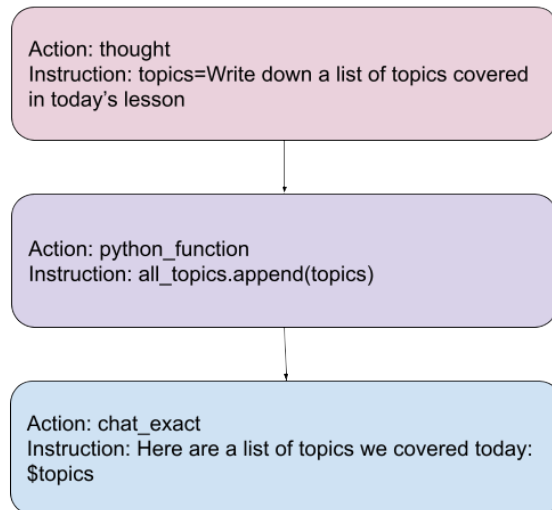 Action: thought
Instruction: topics=Write down a list of topics covered
in today’s lesson
Action: python_function
Instruction: all_topics.append(topics)
Action: chat_exact
Instruction: Here are a list of topics we covered today:
$topics